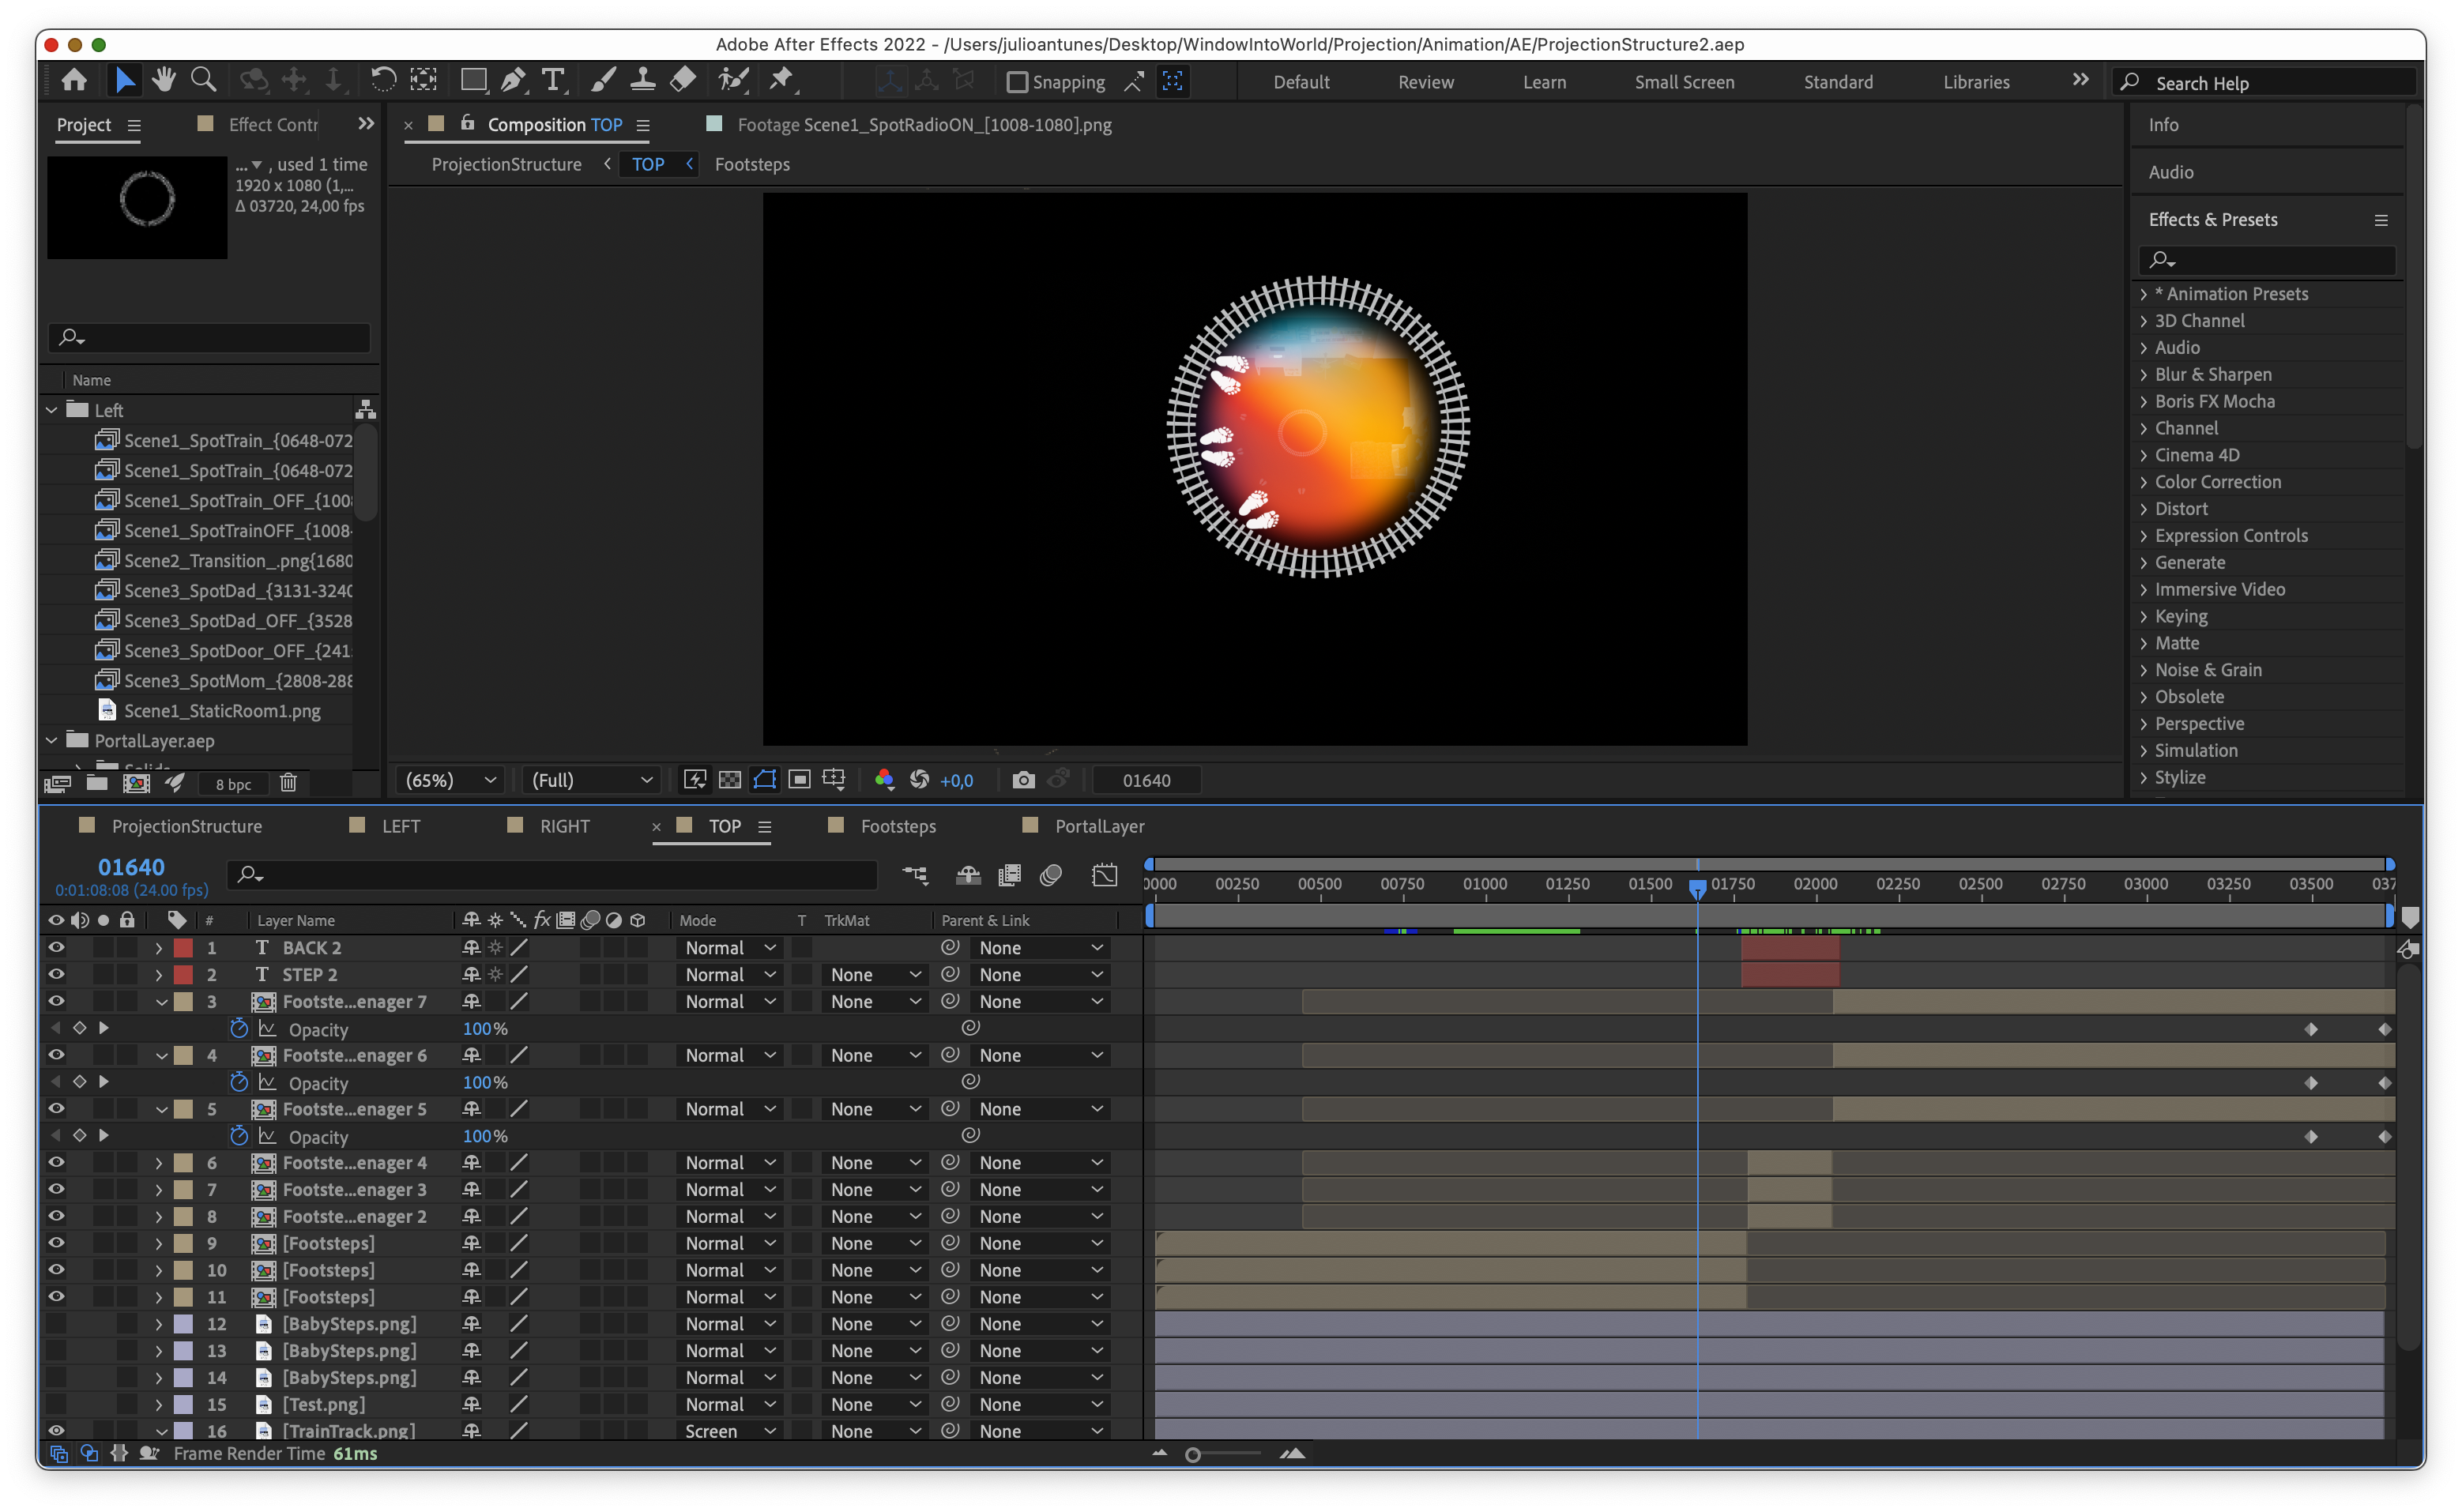 Adobe After Effects 2022 - /Users/julioantunes/Desktop/WindowIntoWorld/Projection/Animation/AE/ProjectionStructure2.aep
Snapping Default Review Learn Small Screen Standard Libraries Search Help
Project Effect Contr
... , used 1 time
1920 x 1080 (1,...
Δ 03720, 24,00 fps
Name
Left
Scene1_SpotTrain_{0648-072
Scene1_SpotTrain_{0648-072
Scene1_SpotTrain_OFF_{100
Scene1_SpotTrainOFF_{1008-
Scene2_Transition_.png{1680
Scene3_SpotDad_{3131-3240
Scene3_SpotDad_OFF_{3528
Scene3_SpotDoor_OFF_{241
Scene3_SpotMom_{2808-288
Scene1_StaticRoom1.png
PortalLayer.aep
Solids
8 bpc
Composition TOP Footage Scene1_SpotRadioON_[1008-1080].png
ProjectionStructure TOP Footsteps
(65%) (Full) +0,0 01640
Info
Audio
Effects & Presets
* Animation Presets
3D Channel
Audio
Blur & Sharpen
Boris FX Mocha
Channel
Cinema 4D
Color Correction
Distort
Expression Controls
Generate
Immersive Video
Keying
Matte
Noise & Grain
Obsolete
Perspective
Simulation
Stylize
ProjectionStructure LEFT RIGHT TOP Footsteps PortalLayer
01640
0:01:08:08 (24.00 fps)
0000 00250 00500 00750 01000 01250 01500 01750 02000 02250 02500 02750 03000 03250 03500 037
# Layer Name fx Mode T TrkMat Parent & Link
1 T BACK 2 Normal None
2 T STEP 2 Normal None None
3 Footste...enager 7 Normal None None
Opacity 100%
4 Footste...enager 6 Normal None None
Opacity 100%
5 Footste...enager 5 Normal None None
Opacity 100%
6 Footste...enager 4 Normal None None
7 Footste...enager 3 Normal None None
8 Footste...enager 2 Normal None None
9 [Footsteps] Normal None None
10 [Footsteps] Normal None None
11 [Footsteps] Normal None None
12 [BabySteps.png] Normal None None
13 [BabySteps.png] Normal None None
14 [BabySteps.png] Normal None None
15 [Test.png] Normal None None
16 [TrainTrack.png] Screen None None
Frame Render Time 61ms